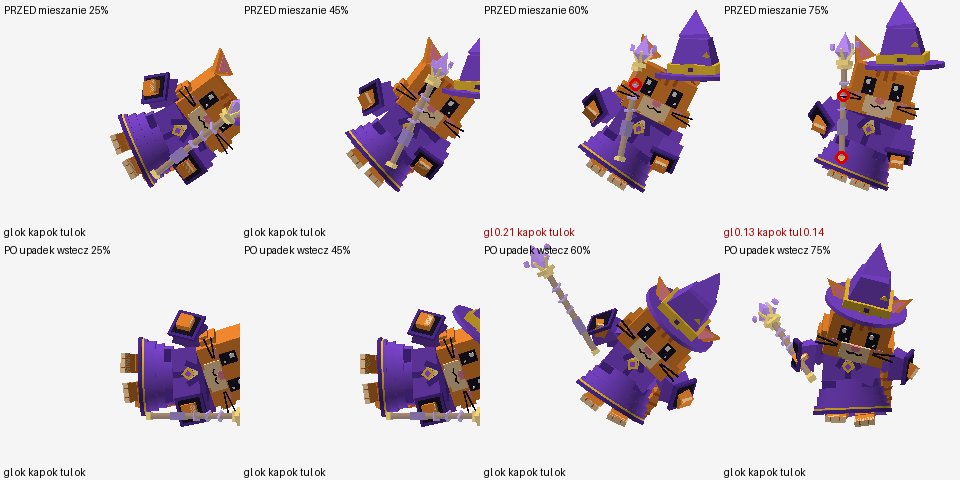 PRZED mieszanie 25%
PRZED mieszanie 45%
PRZED mieszanie 60%
PRZED mieszanie 75%
glok kapok tulok
glok kapok tulok
gl0.21 kapok tulok
gl0.13 kapok tul0.14
PO upadek wstecz 25%
PO upadek wstecz 45%
PO upadek wstecz 60%
PO upadek wstecz 75%
glok kapok tulok
glok kapok tulok
glok kapok tulok
glok kapok tulok